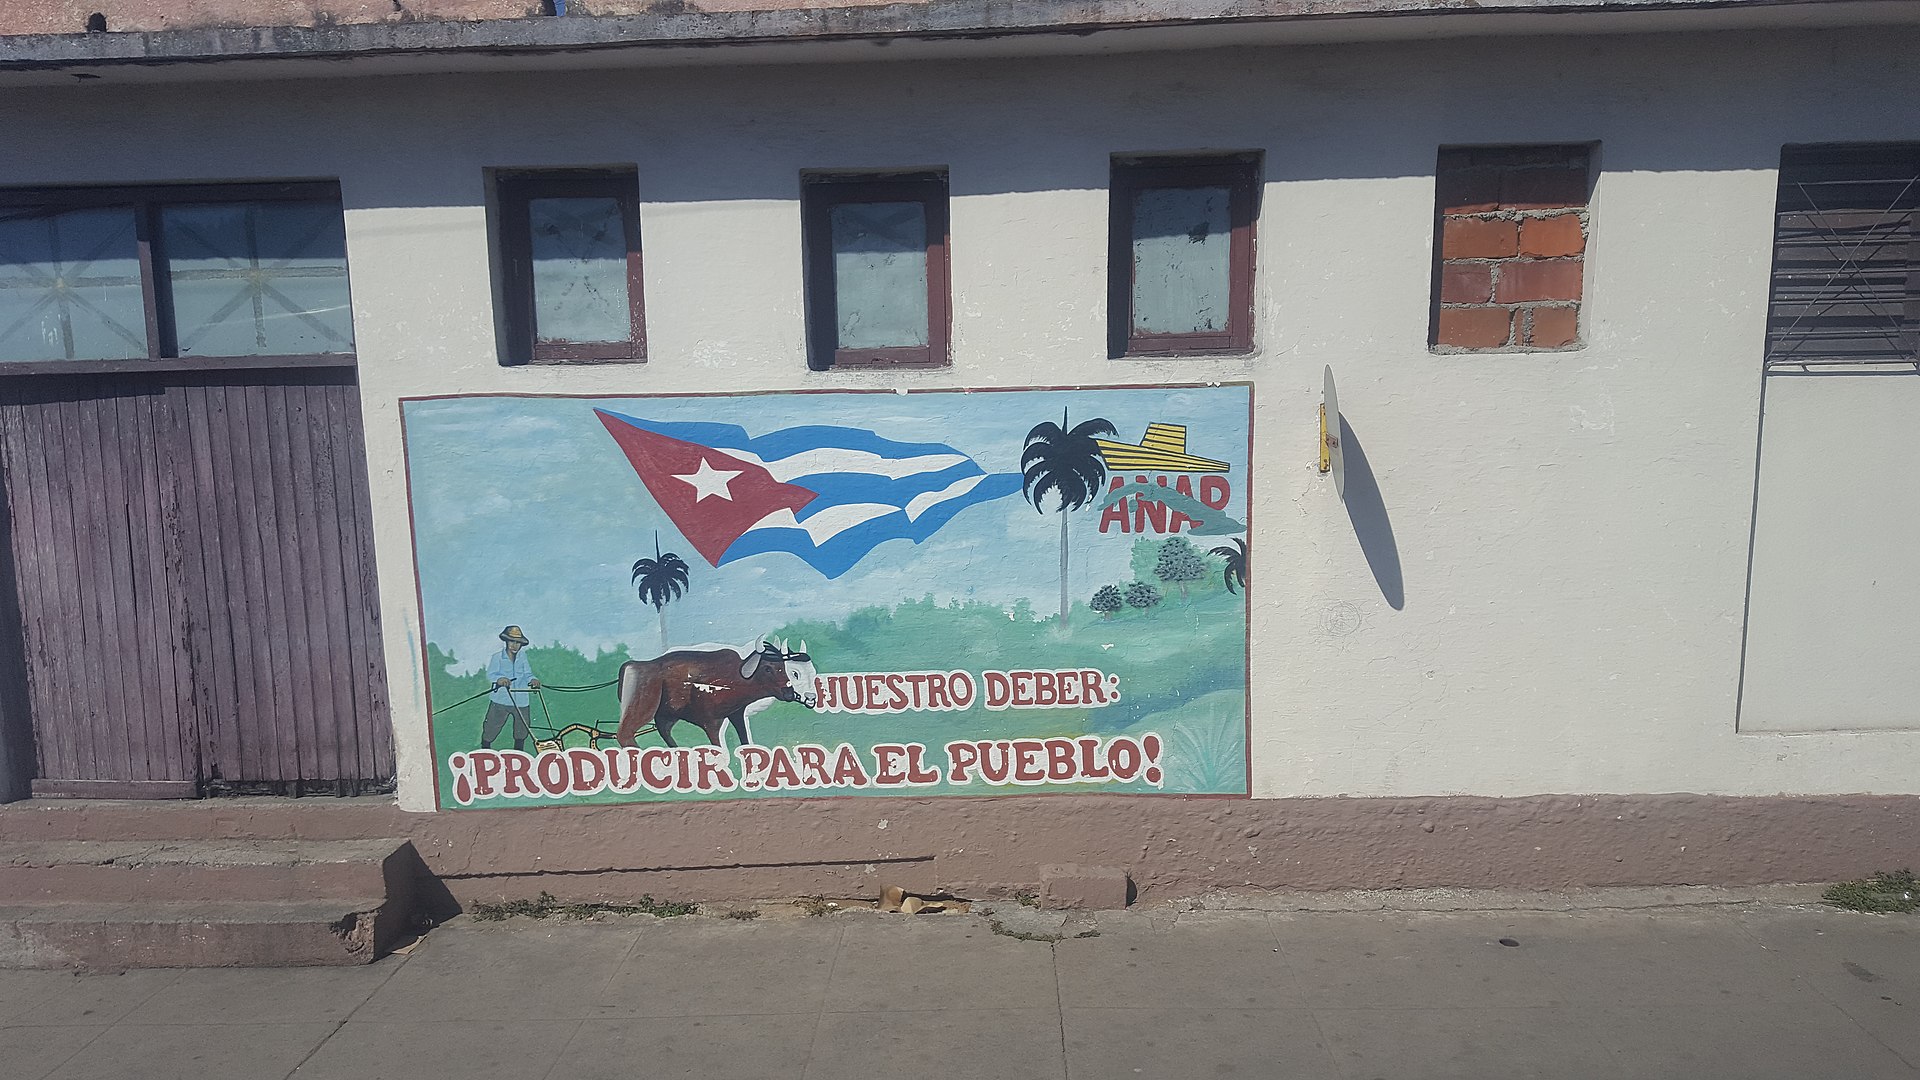 ANAP
NUESTRO DEBER:
¡PRODUCIR PARA EL PUEBLO!